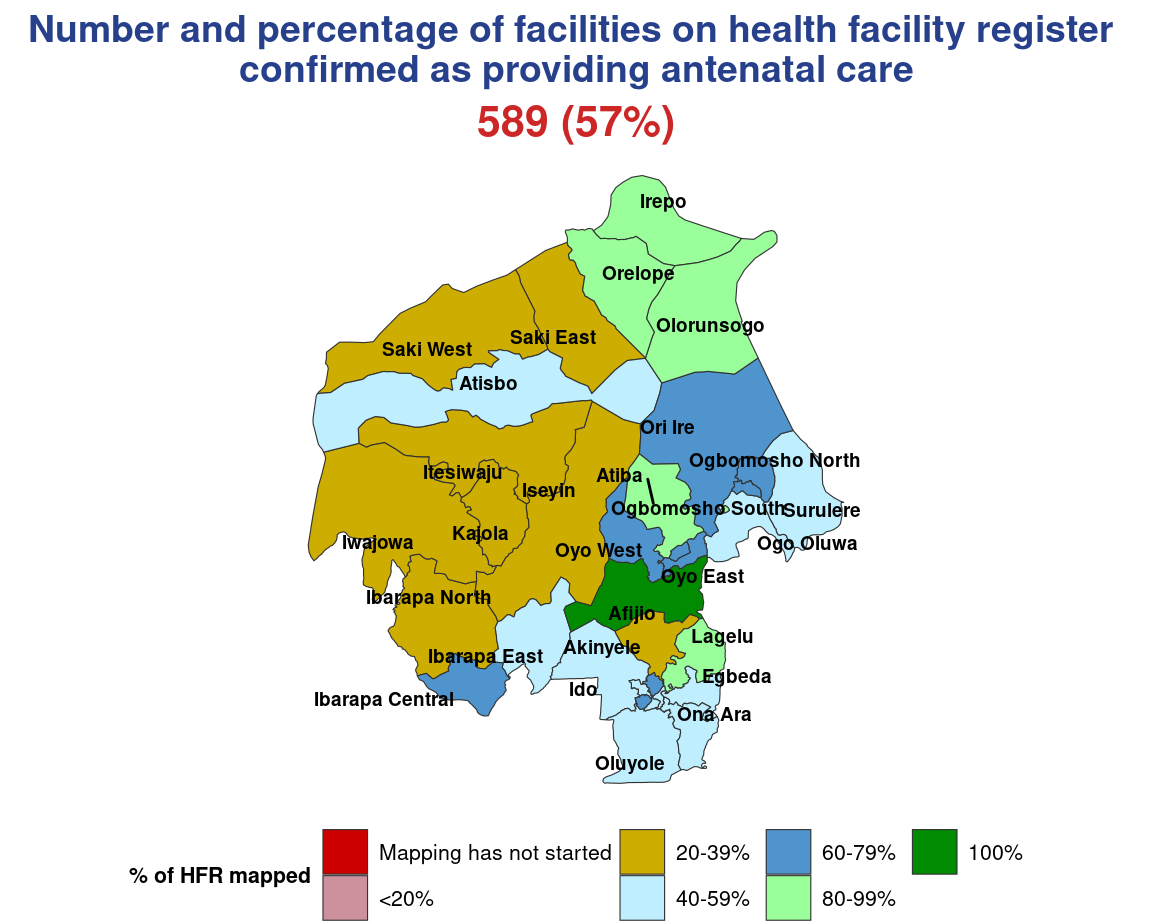 Number and percentage of facilities on health facility register
confirmed as providing antenatal care
589 (57%)
Irepo
Orelope
Olorunsogo
Saki East
Saki West
Atisbo
Ori Ire
Ogbomosho North
Itesiwaju
Atiba
Iseyin
Ogbomosho South
Surulere
Kajola
Iwajowa
Ogo Oluwa
Oyo West
Oyo East
Ibarapa North
Afijio
Lagelu
Akinyele
Ibarapa East
Egbeda
Ido
Ibarapa Central
Ona Ara
Oluyole
% of HFR mapped
Mapping has not started
<20%
20-39%
40-59%
60-79%
80-99%
100%